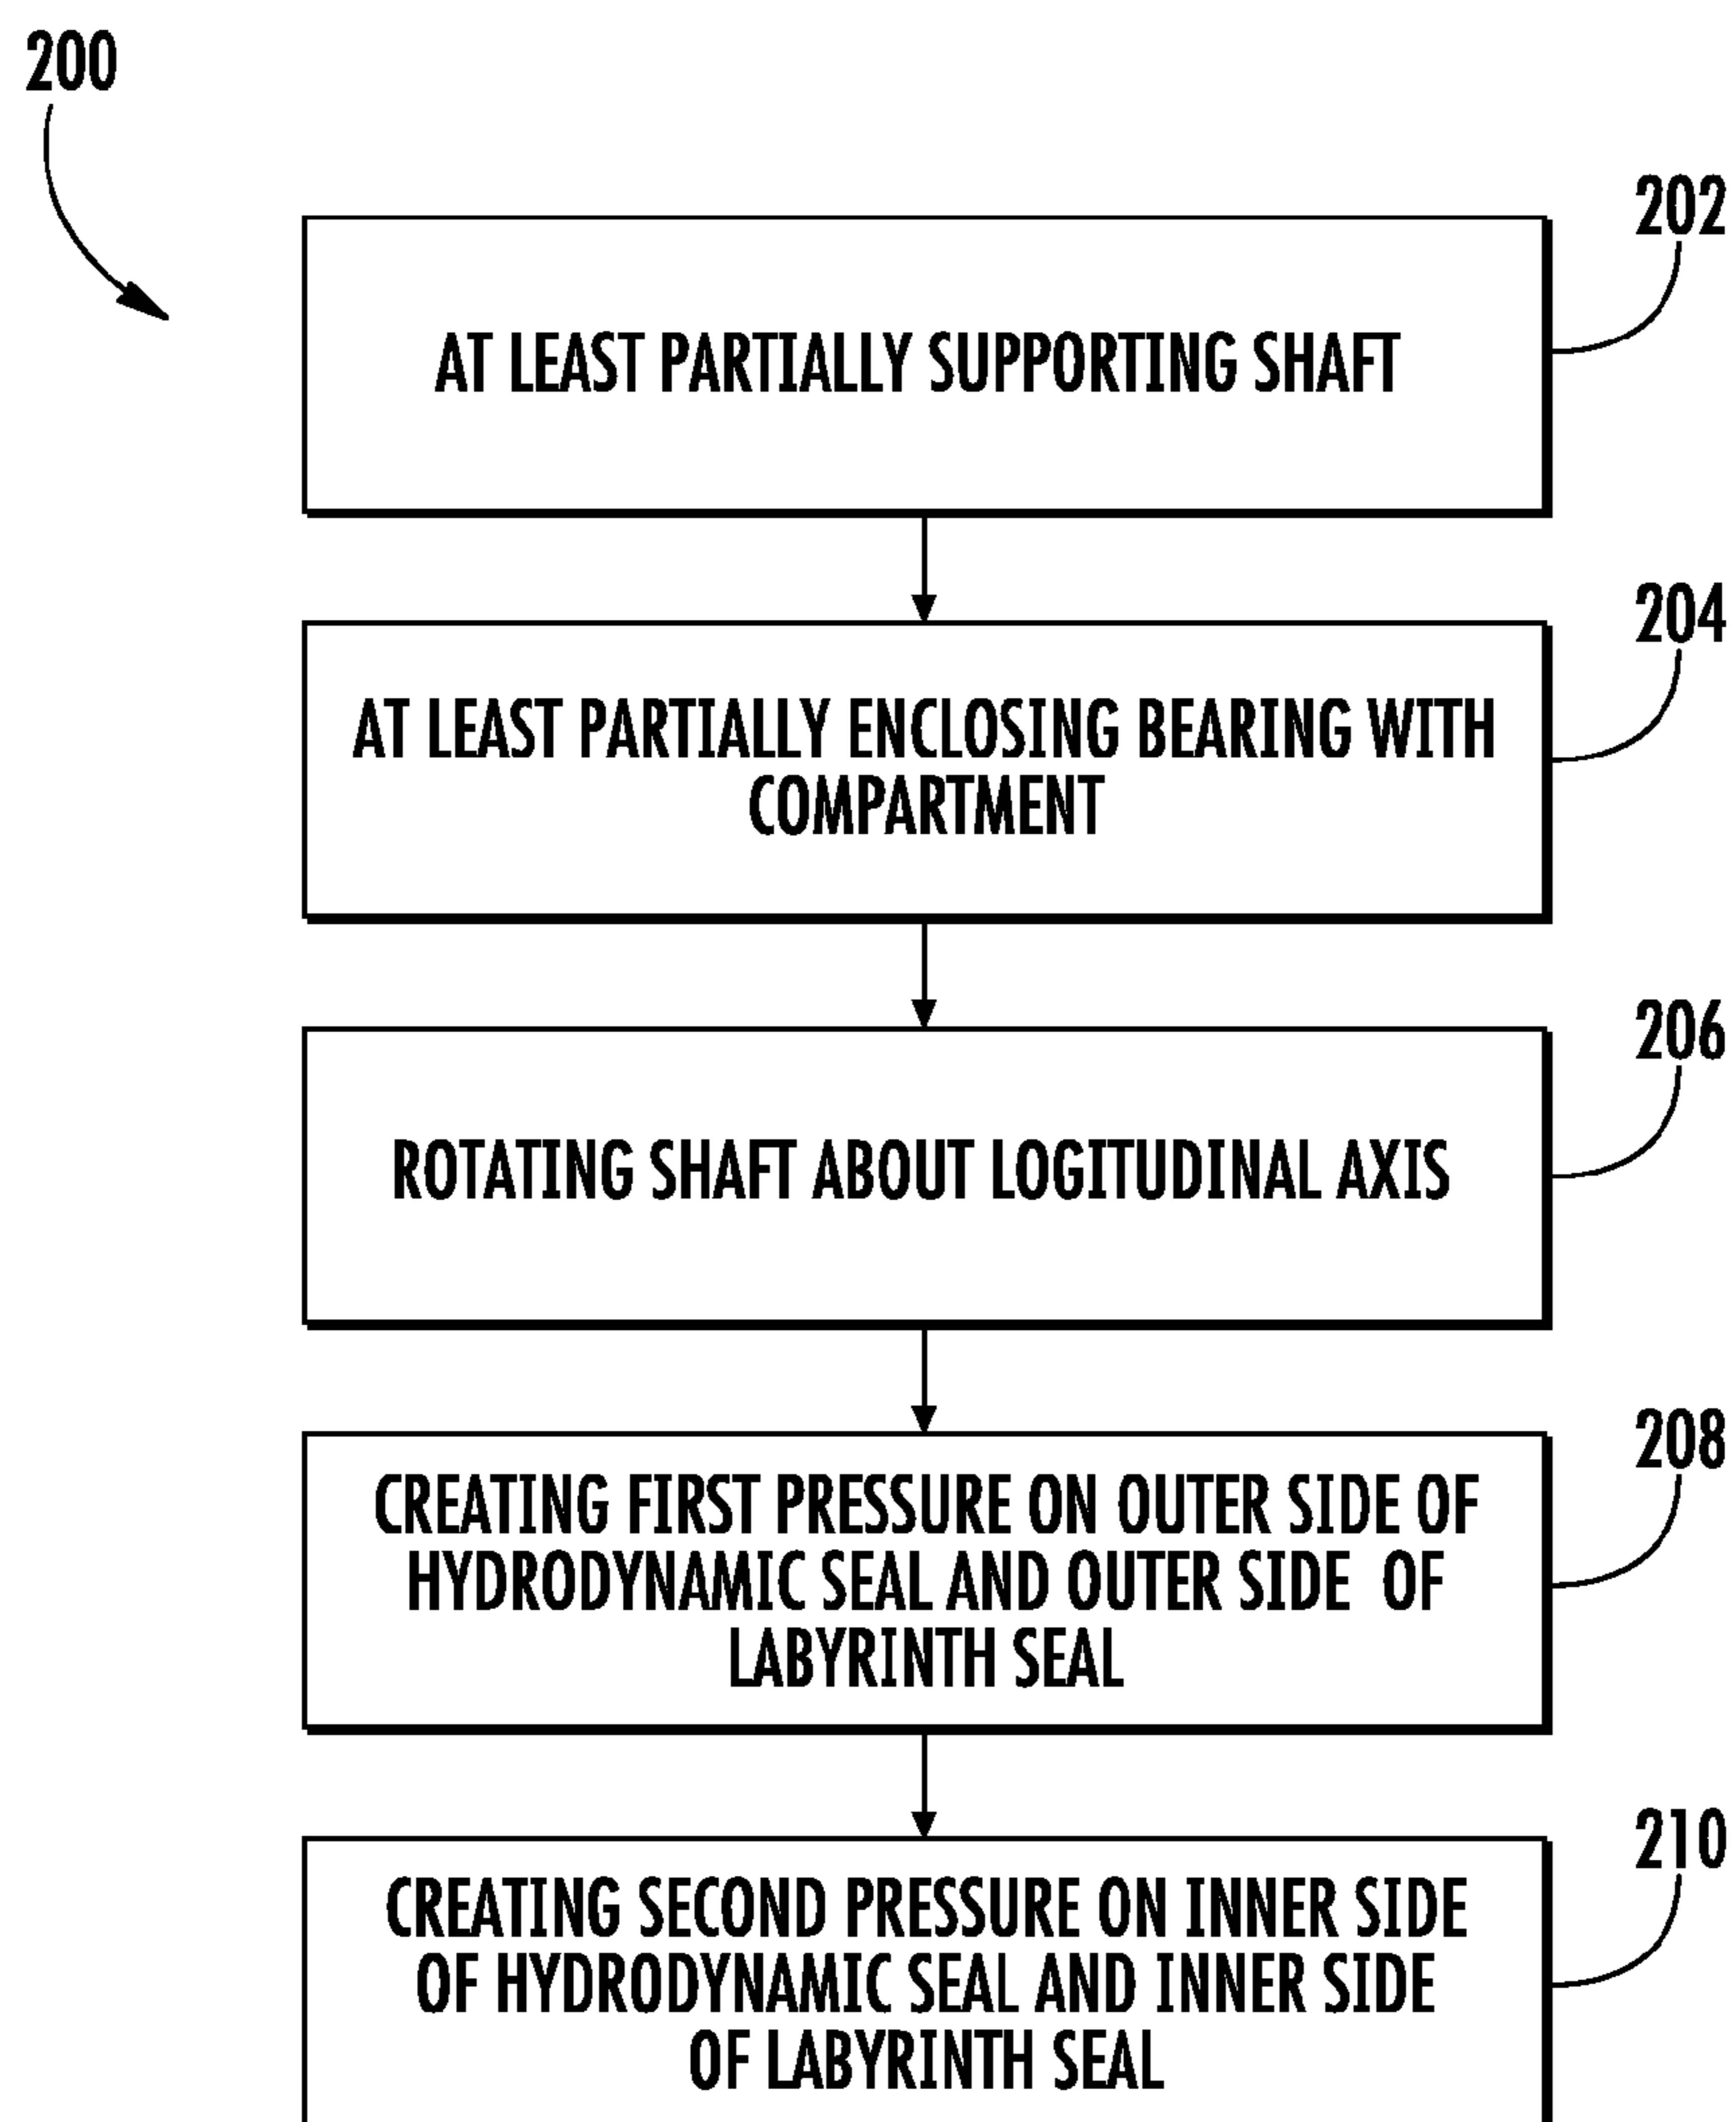 200
202
AT LEAST PARTIALLY SUPPORTING SHAFT
204
AT LEAST PARTIALLY ENCLOSING BEARING WITH
COMPARTMENT
206
ROTATING SHAFT ABOUT LOGITUDINAL AXIS
208
CREATING FIRST PRESSURE ON OUTER SIDE OF
HYDRODYNAMIC SEAL AND OUTER SIDE OF
LABYRINTH SEAL
210
CREATING SECOND PRESSURE ON INNER SIDE
OF HYDRODYNAMIC SEAL AND INNER SIDE
OF LABYRINTH SEAL